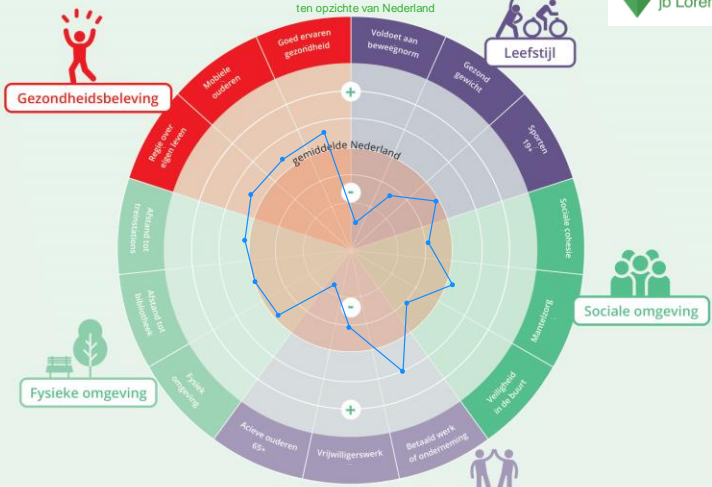 ten opzichte van Nederland
jb Loren
Gezondheidsbeleving
Leefstijl
Sociale omgeving
Fysieke omgeving
Goed ervaren
gezondheid
Voldoet aan
beweegnorm
Gezond
gewicht
Sporten
19+
Sociale cohesie
Mantelzorg
Veiligheid
in de buurt
Betaald werk
of onderneming
Vrijwilligerswerk
Acieve ouderen
65+
Fysiek
omgeving
Afstand tot
bibliotheek
Afstand tot
treinstations
Regie over
eigen leven
Mobiele
ouderen
+
gemiddelde Nederland
-
-
+